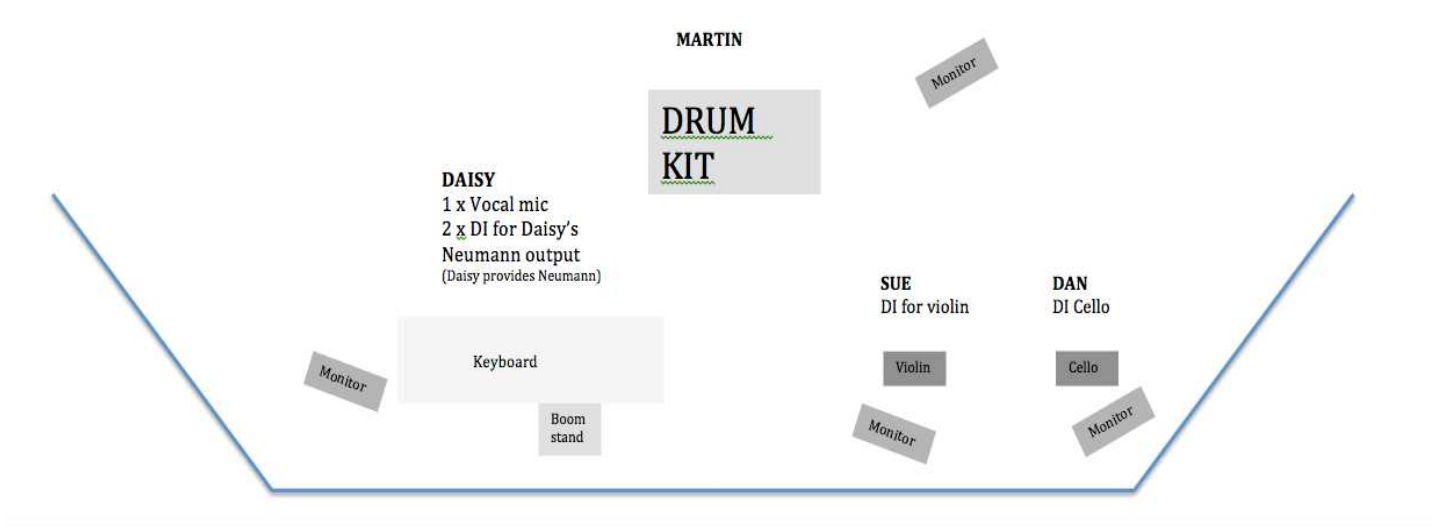 MARTIN
Monitor
DRUM
KIT
DAISY
1 x Vocal mic
2 x DI for Daisy’s
Neumann output
(Daisy provides Neumann)
SUE
DI for violin
DAN
DI Cello
Monitor
Keyboard
Violin
Cello
Boom
stand
Monitor
Monitor